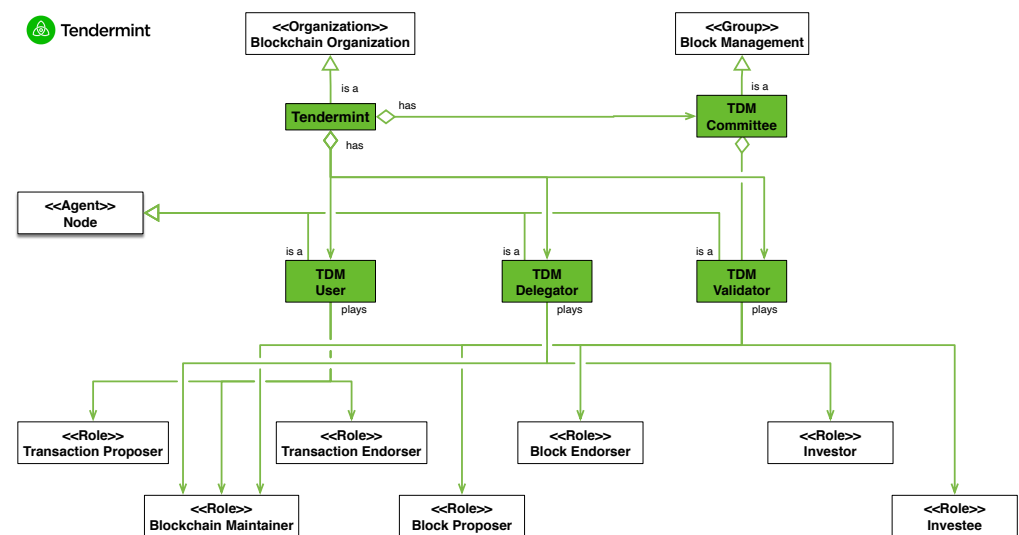 Tendermint
<<Organization>>
Blockchain Organization
<<Group>>
Block Management
is a
is a
Tendermint
has
TDM
Committee
has
<<Agent>>
Node
is a
is a
is a
TDM
User
TDM
Delegator
TDM
Validator
plays
plays
plays
<<Role>>
Transaction Proposer
<<Role>>
Transaction Endorser
<<Role>>
Block Endorser
<<Role>>
Investor
<<Role>>
Blockchain Maintainer
<<Role>>
Block Proposer
<<Role>>
Investee